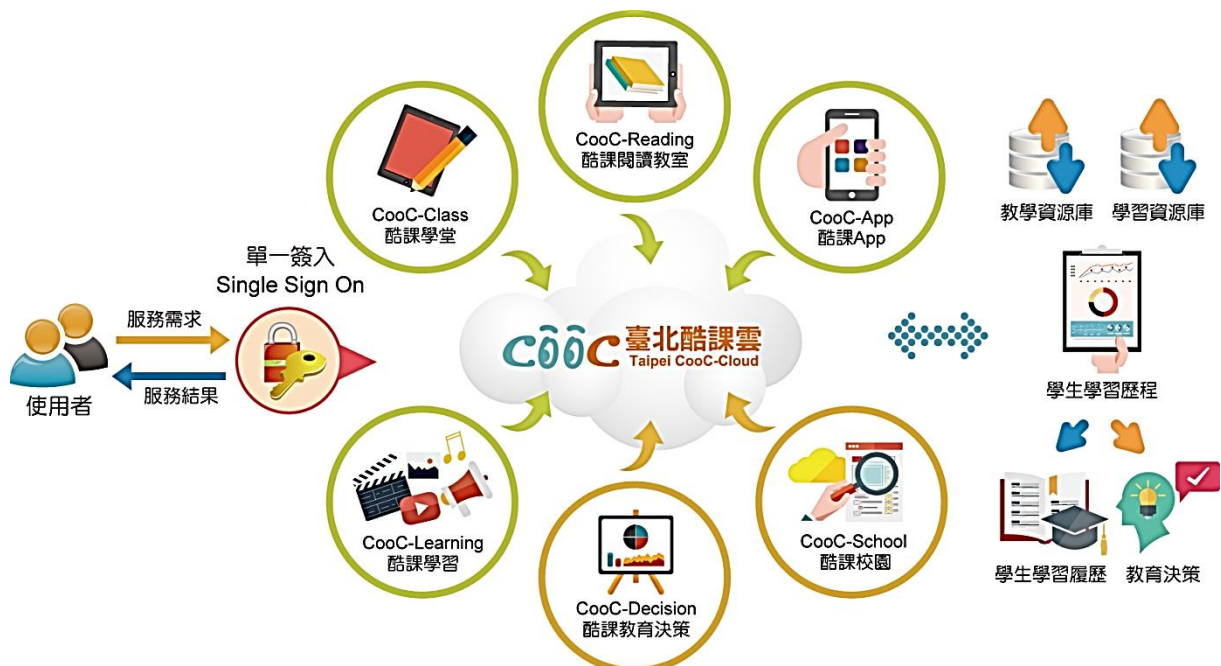 CooC-Reading
酷課閱讀教室
CooC-Class
酷課學堂
CooC-App
酷課App
教學資源庫
學習資源庫
單一簽入
Single Sign On
服務需求
服務結果
使用者
CooC 臺北酷課雲
Taipei CooC-Cloud
學生學習歷程
CooC-Learning
酷課學習
CooC-Decision
酷課教育決策
CooC-School
酷課校園
學生學習履歷
教育決策